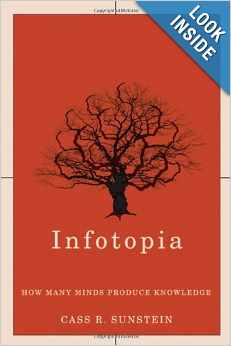 LOOK
INSIDE
Infotopia
HOW MANY MINDS PRODUCE KNOWLEDGE
CASS R. SUNSTEIN